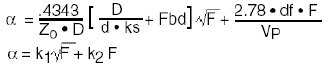 α = .4343 / Z₀ • D [ D / d • ks + Fbd ] √F + 2.78 • df • F / VP
α = k₁√F + k₂ F